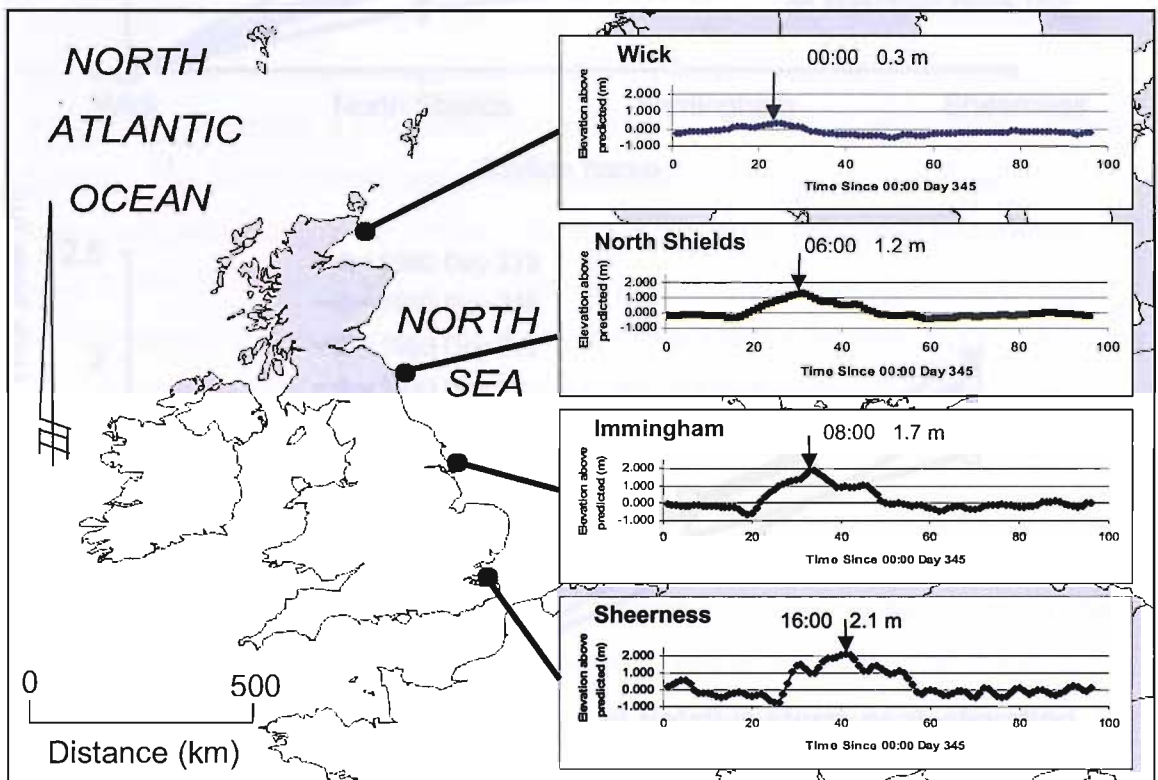 NORTH
ATLANTIC
OCEAN
NORTH
SEA
0 500
Distance (km)
Wick
00:00 0.3 m
Elevation above
predicted (m)
2.000
1.000
0.000
-1.000
0 20 40 60 80 100
Time Since 00:00 Day 345
North Shields
06:00 1.2 m
Elevation above
predicted (m)
2.000
1.000
0.000
-1.000
0 20 40 60 80 100
Time Since 00:00 Day 345
Immingham
08:00 1.7 m
Elevation above
predicted (m)
2.000
1.000
0.000
-1.000
0 20 40 60 80 100
Time Since 00:00 Day 345
Sheerness
16:00 2.1 m
Elevation above
predicted (m)
2.000
1.000
0.000
-1.000
0 20 40 60 80 100
Time Since 00:00 Day 345